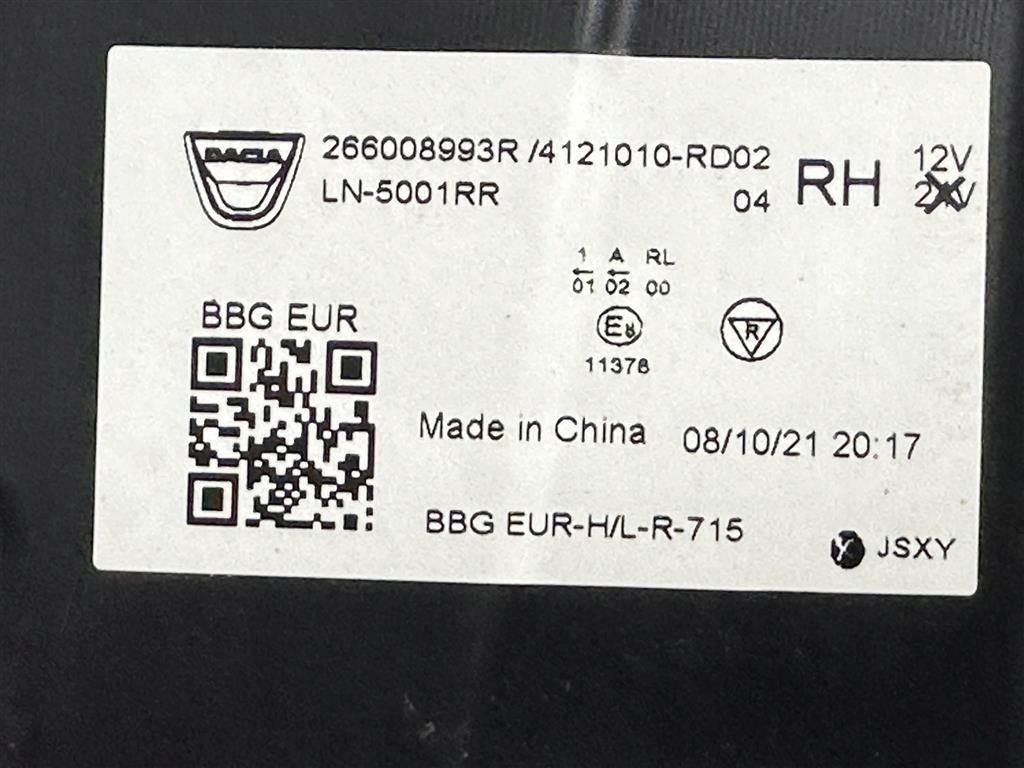 DACIA
266008993R /4121010-RD02
LN-5001RR
04
RH
12V
24V
1 A RL
01 02 00
E8
R
11378
BBG EUR
Made in China 08/10/21 20:17
BBG EUR-H/L-R-715
JSXY